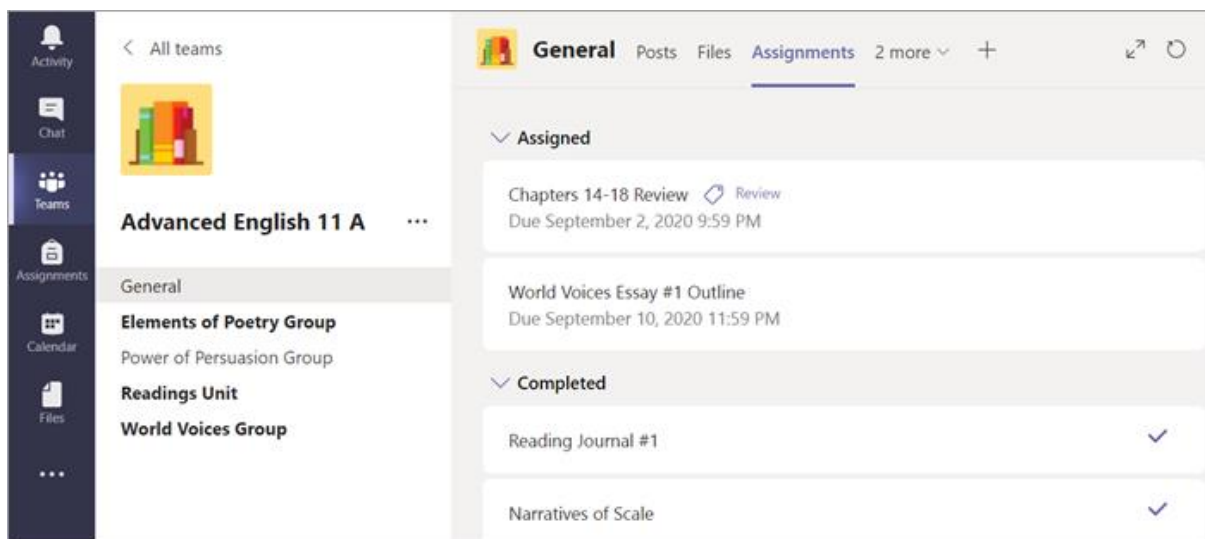 Activity
Chat
Teams
Assignments
Calendar
Files
All teams
Advanced English 11 A
General
Elements of Poetry Group
Power of Persuasion Group
Readings Unit
World Voices Group
General Posts Files Assignments 2 more
Assigned
Chapters 14-18 Review Review
Due September 2, 2020 9:59 PM
World Voices Essay #1 Outline
Due September 10, 2020 11:59 PM
Completed
Reading Journal #1
Narratives of Scale